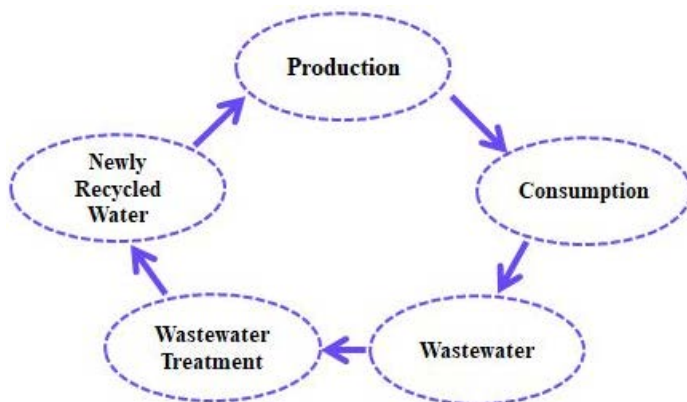 Production
Consumption
Wastewater
Wastewater
Treatment
Newly
Recycled
Water